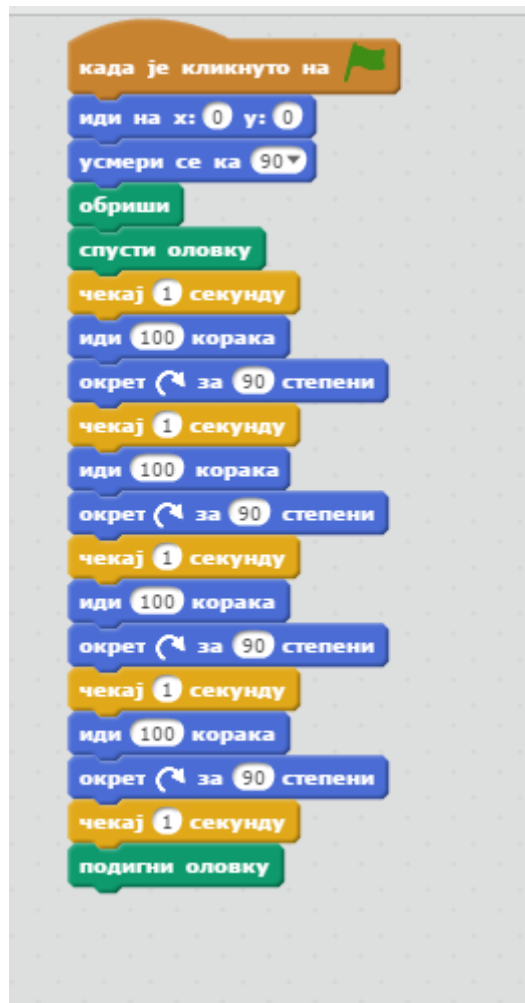 када је кликнуто на
иди на x: 0 y: 0
усмери се ка 90
обриши
спусти оловку
чекај 1 секунду
иди 100 корака
окрет за 90 степени
чекај 1 секунду
иди 100 корака
окрет за 90 степени
чекај 1 секунду
иди 100 корака
окрет за 90 степени
чекај 1 секунду
иди 100 корака
окрет за 90 степени
чекај 1 секунду
подигни оловку